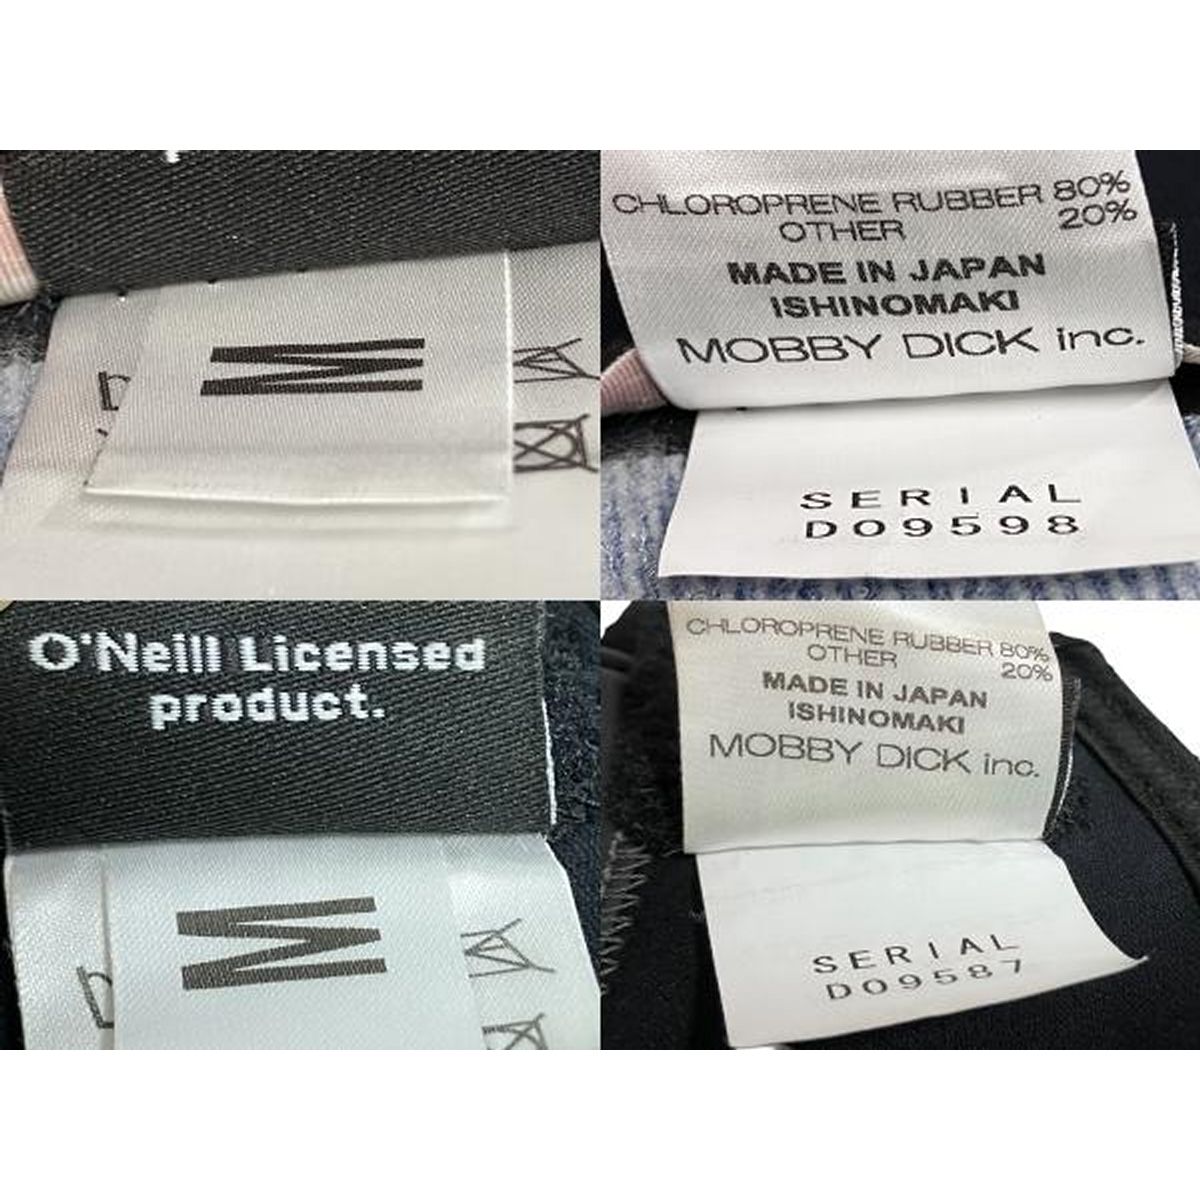 M
D
CHLOROPRENE RUBBER 80%
OTHER 20%
MADE IN JAPAN
ISHINOMAKI
MOBBY DICK inc.
SERIAL
D09598
O'Neill Licensed
product.
M
D
CHLOROPRENE RUBBER 80%
OTHER 20%
MADE IN JAPAN
ISHINOMAKI
MOBBY DICK inc.
SERIAL
D09587